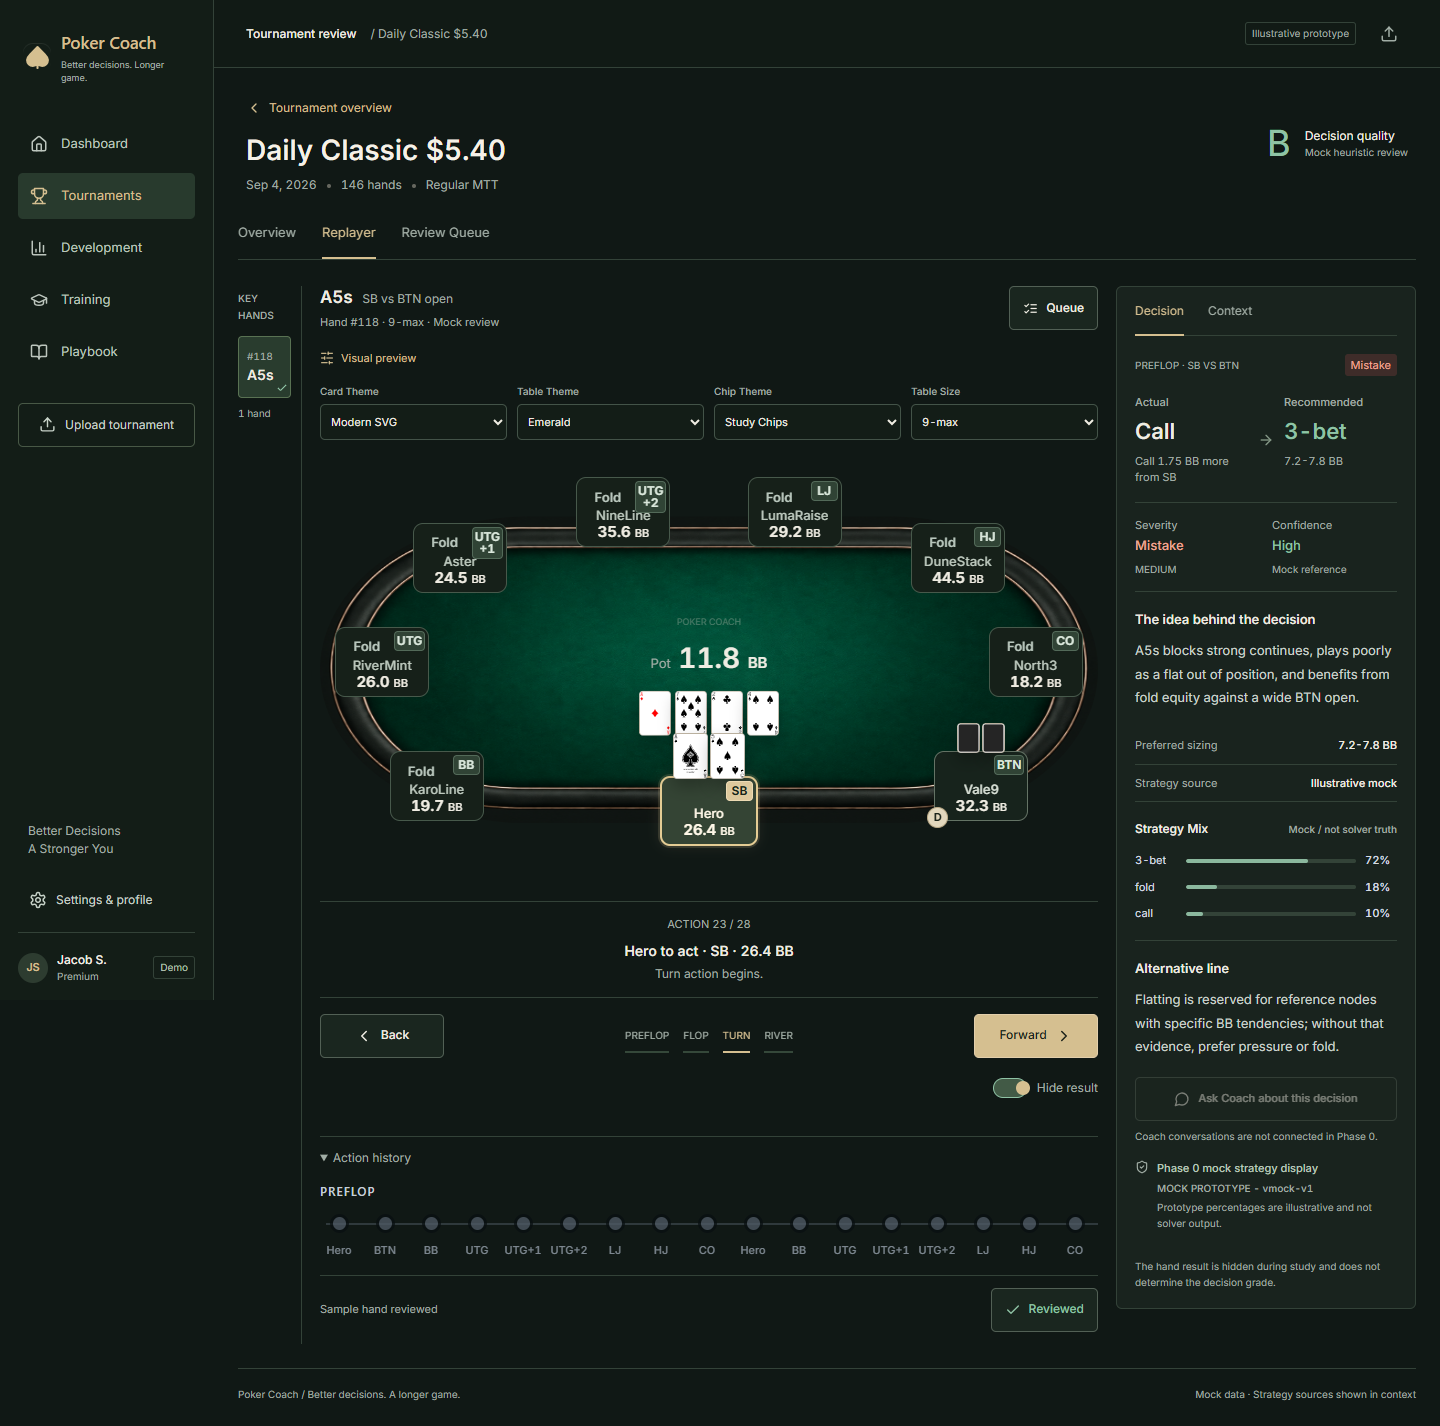 Poker Coach
Better decisions. Longer
game.
Dashboard
Tournaments
Development
Training
Playbook
Upload tournament
Better Decisions
A Stronger You
Settings & profile
JS
Jacob S.
Premium
Demo
Tournament review / Daily Classic $5.40
Illustrative prototype
Tournament overview
Daily Classic $5.40
Sep 4, 2026 • 146 hands • Regular MTT
B
Decision quality
Mock heuristic review
Overview
Replayer
Review Queue
KEY
HANDS
#118
A5s
1 hand
A5s SB vs BTN open
Hand #118 · 9-max · Mock review
Queue
Visual preview
Card Theme
Modern SVG
Table Theme
Emerald
Chip Theme
Study Chips
Table Size
9-max
Fold
UTG
+2
NineLine
35.6 BB
Fold
LJ
LumaRaise
29.2 BB
Fold
UTG
+1
Aster
24.5 BB
Fold
HJ
DuneStack
44.5 BB
Fold
UTG
RiverMint
26.0 BB
Fold
CO
North3
18.2 BB
POKER COACH
Pot 11.8 BB
Fold
BB
KaroLine
19.7 BB
SB
Hero
26.4 BB
BTN
Vale9
32.3 BB
D
ACTION 23 / 28
Hero to act · SB · 26.4 BB
Turn action begins.
Back
PREFLOP
FLOP
TURN
RIVER
Forward
Hide result
▼ Action history
PREFLOP
Hero BTN BB UTG UTG+1 UTG+2 LJ HJ CO Hero BB UTG UTG+1 UTG+2 LJ HJ CO
Sample hand reviewed
Reviewed
Decision
Context
PREFLOP · SB VS BTN
Mistake
Actual
Call
Call 1.75 BB more
from SB
Recommended
3-bet
7.2-7.8 BB
Severity
Mistake
MEDIUM
Confidence
High
Mock reference
The idea behind the decision
A5s blocks strong continues, plays poorly
as a flat out of position, and benefits from
fold equity against a wide BTN open.
Preferred sizing 7.2-7.8 BB
Strategy source Illustrative mock
Strategy Mix Mock / not solver truth
3-bet 72%
fold 18%
call 10%
Alternative line
Flatting is reserved for reference nodes
with specific BB tendencies; without that
evidence, prefer pressure or fold.
Ask Coach about this decision
Coach conversations are not connected in Phase 0.
Phase 0 mock strategy display
MOCK PROTOTYPE - vmock-v1
Prototype percentages are illustrative and not
solver output.
The hand result is hidden during study and does not
determine the decision grade.
Poker Coach / Better decisions. A longer game.
Mock data · Strategy sources shown in context